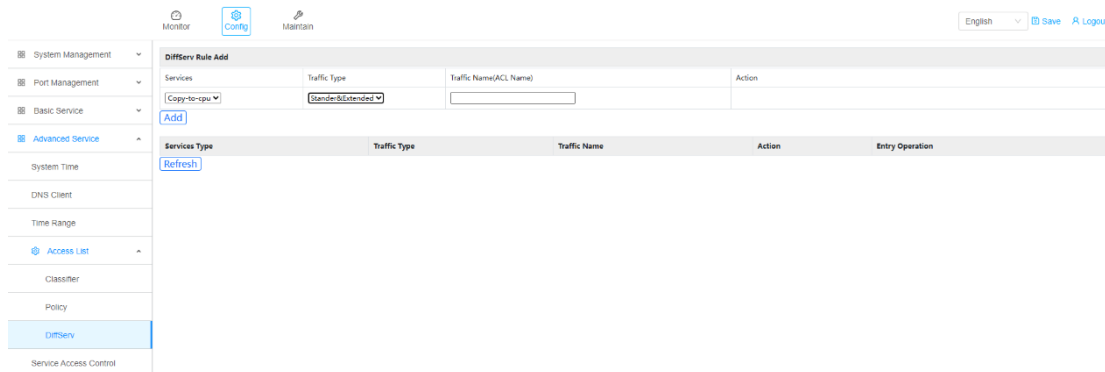 Monitor Config Maintain English Save Logou
System Management
Port Management
Basic Service
Advanced Service
System Time
DNS Client
Time Range
Access List
Classifier
Policy
DiffServ
Service Access Control
DiffServ Rule Add
Services Traffic Type Traffic Name(ACL Name) Action
Copy-to-cpu Stander&Extended
Add
Services Type Traffic Type Traffic Name Action Entry Operation
Refresh